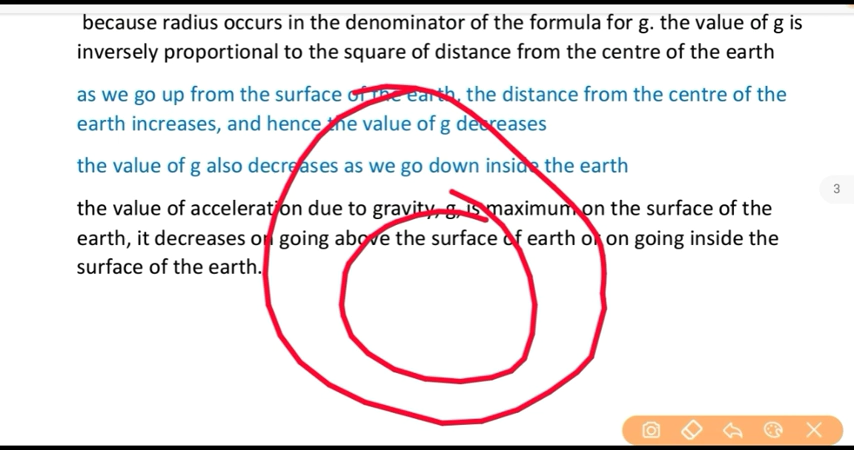 because radius occurs in the denominator of the formula for g. the value of g is
inversely proportional to the square of distance from the centre of the earth
as we go up from the surface of the earth, the distance from the centre of the
earth increases, and hence the value of g decreases
the value of g also decreases as we go down inside the earth
the value of acceleration due to gravity, g, is maximum on the surface of the
earth, it decreases on going above the surface of earth or on going inside the
surface of the earth.
3